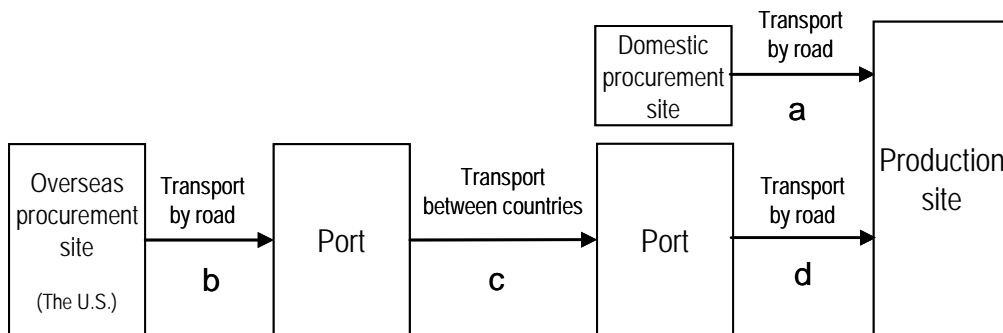 Domestic
procurement
site
Transport
by road
a
Production
site
Overseas
procurement
site
(The U.S.)
Transport
by road
b
Port
Transport
between countries
c
Port
Transport
by road
d